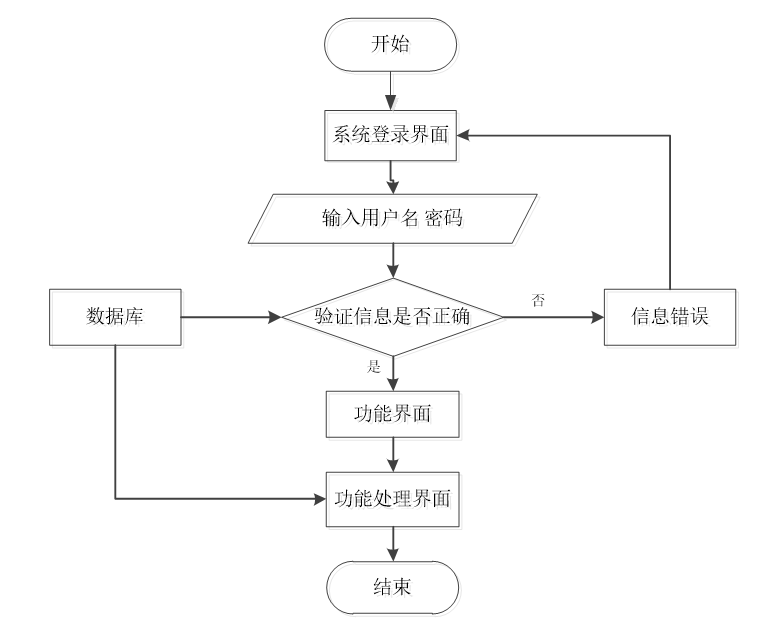 开始
系统登录界面
输入用户名 密码
数据库
验证信息是否正确
否
信息错误
是
功能界面
功能处理界面
结束